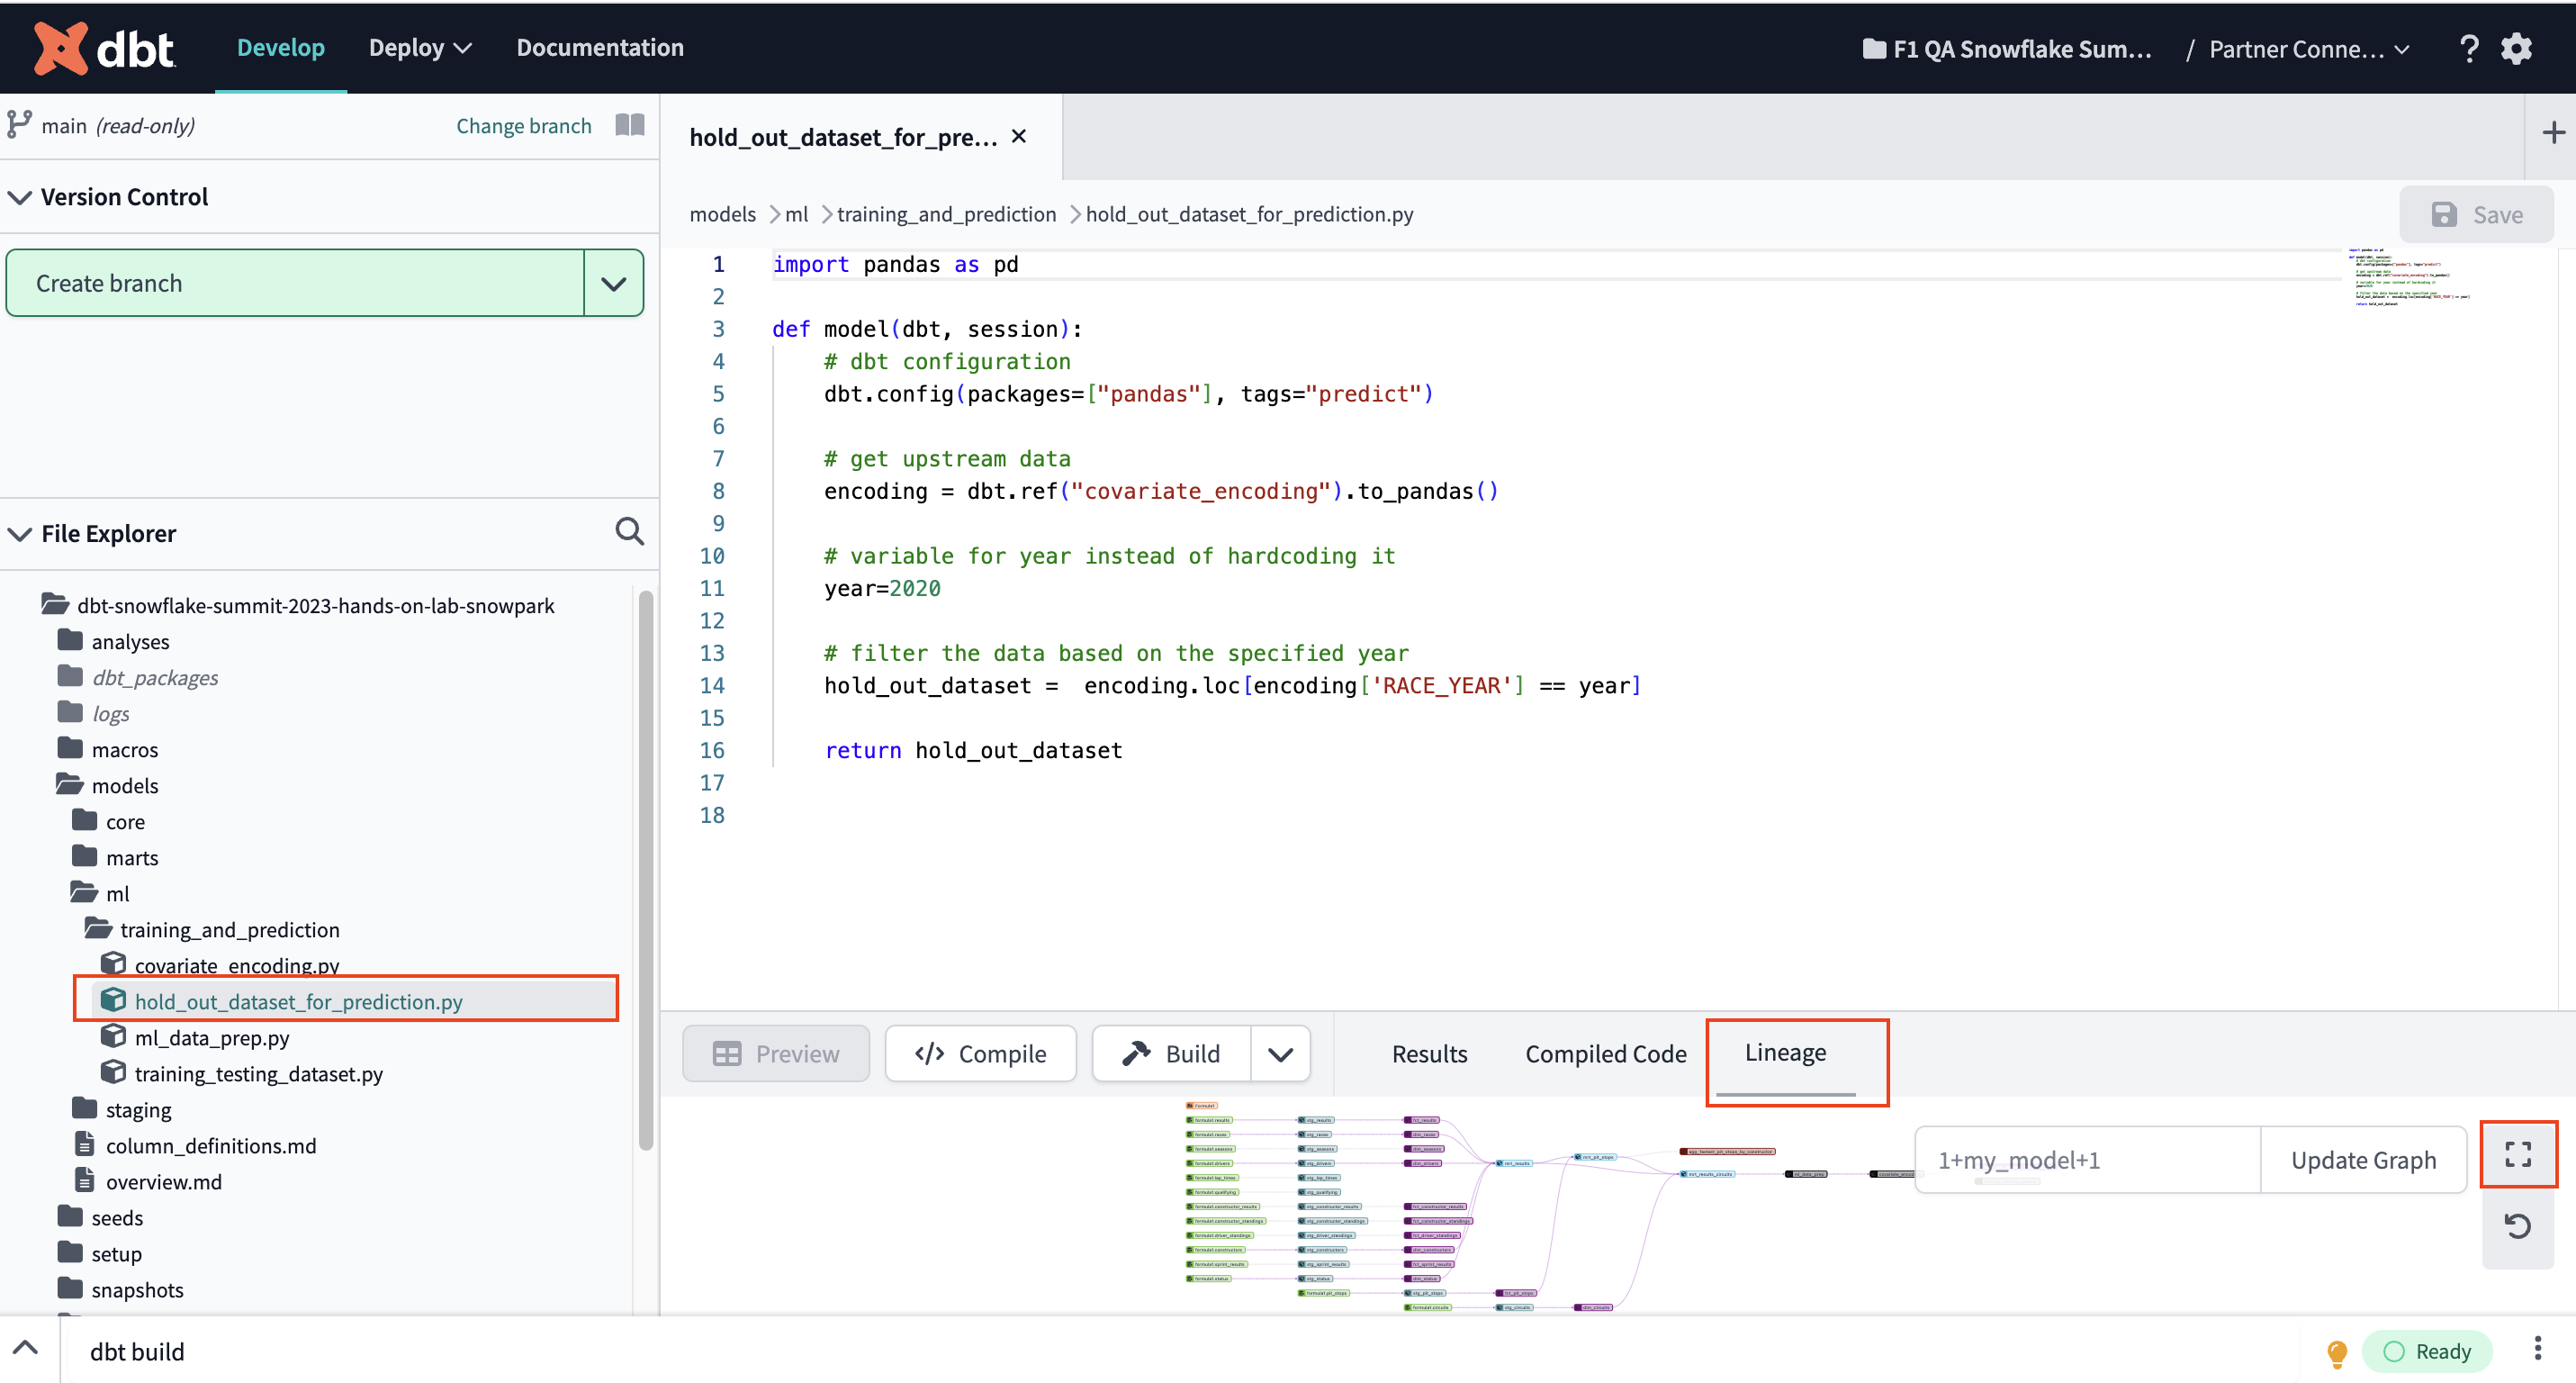 dbt
Develop
Deploy
Documentation
F1 QA Snowflake Sum...
/ Partner Conne...
main (read-only)
Change branch
Version Control
Create branch
File Explorer
dbt-snowflake-summit-2023-hands-on-lab-snowpark
analyses
dbt_packages
logs
macros
models
core
marts
ml
training_and_prediction
covariate_encoding.py
hold_out_dataset_for_prediction.py
ml_data_prep.py
training_testing_dataset.py
staging
column_definitions.md
overview.md
seeds
setup
snapshots
hold_out_dataset_for_pre...
models > ml > training_and_prediction > hold_out_dataset_for_prediction.py
Save
1 import pandas as pd
2
3 def model(dbt, session):
4 # dbt configuration
5 dbt.config(packages=["pandas"], tags="predict")
6
7 # get upstream data
8 encoding = dbt.ref("covariate_encoding").to_pandas()
9
10 # variable for year instead of hardcoding it
11 year=2020
12
13 # filter the data based on the specified year
14 hold_out_dataset =  encoding.loc[encoding['RACE_YEAR'] == year]
15
16 return hold_out_dataset
17
18
Preview
Compile
Build
Results
Compiled Code
Lineage
1+my_model+1
Update Graph
dbt build
Ready